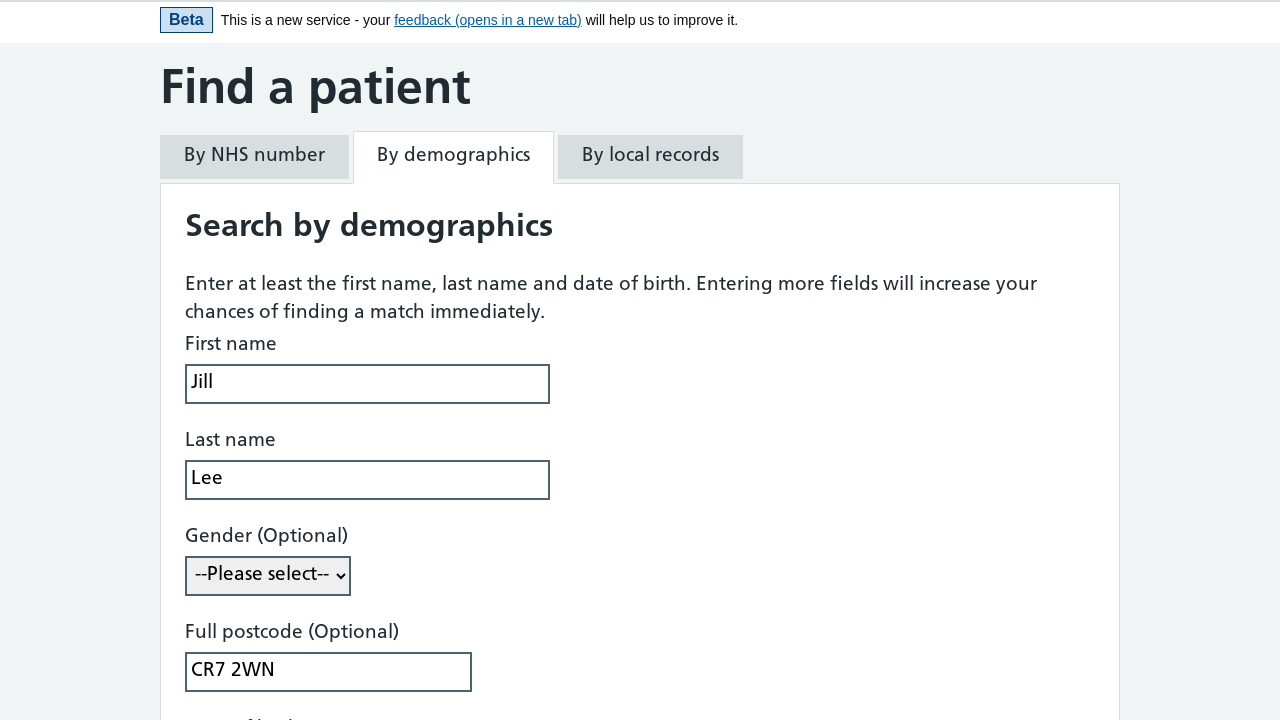 Beta This is a new service - your feedback (opens in a new tab) will help us to improve it.
Find a patient
By NHS number By demographics By local records
Search by demographics
Enter at least the first name, last name and date of birth. Entering more fields will increase your
chances of finding a match immediately.
First name
Jill
Last name
Lee
Gender (Optional)
--Please select--
Full postcode (Optional)
CR7 2WN